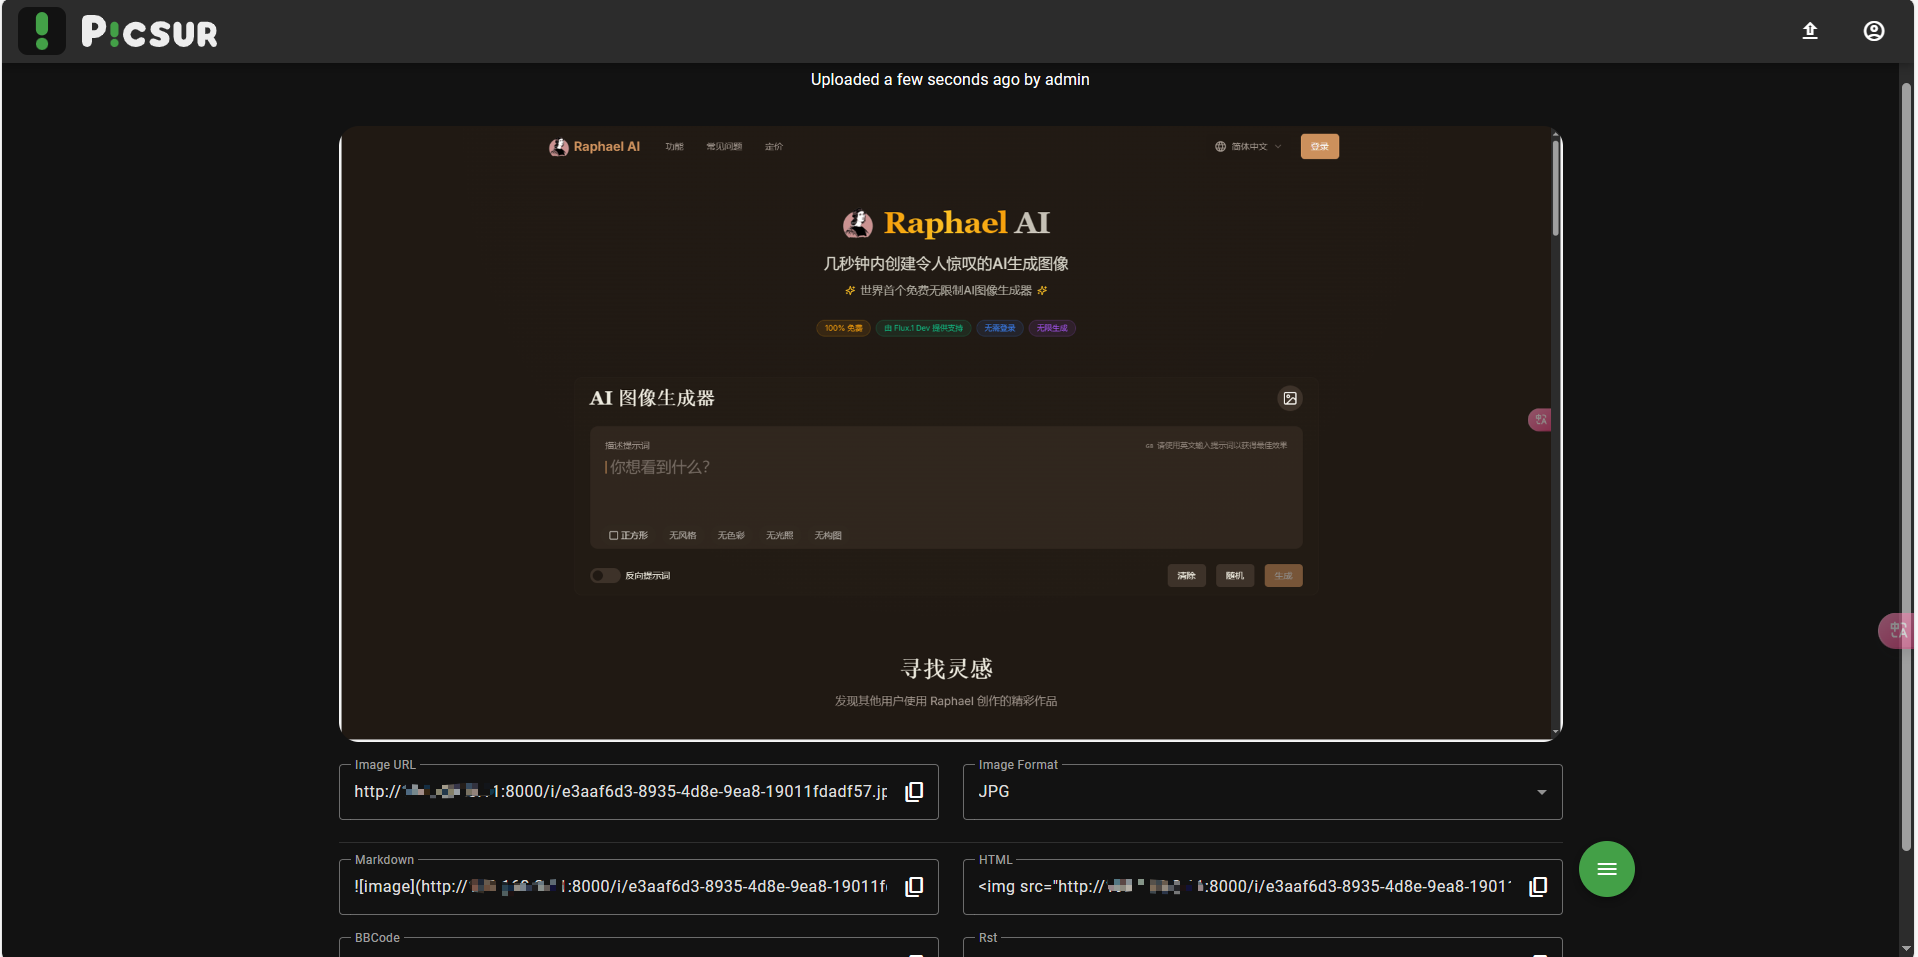 Picsur
Uploaded a few seconds ago by admin
Raphael AI 功能 常见问题 定价 简体中文 登录
Raphael AI
几秒钟内创建令人惊叹的AI生成图像
世界首个免费无限制AI图像生成器
100% 免费 由 Flux.1 Dev 提供支持 无需登录 无限生成
AI 图像生成器
描述提示词 GB 请使用英文输入提示词以获得最佳效果
你想看到什么？
正方形 无风格 无色彩 无光照 无构图
反向提示词 清除 随机 生成
寻找灵感
发现其他用户使用 Raphael 创作的精彩作品
Image URL Image Format
http:// 1:8000/i/e3aaf6d3-8935-4d8e-9ea8-19011fdadf57.jp JPG
Markdown HTML
![image](http:// :8000/i/e3aaf6d3-8935-4d8e-9ea8-19011f <img src="http:// :8000/i/e3aaf6d3-8935-4d8e-9ea8-1901
BBCode Rst